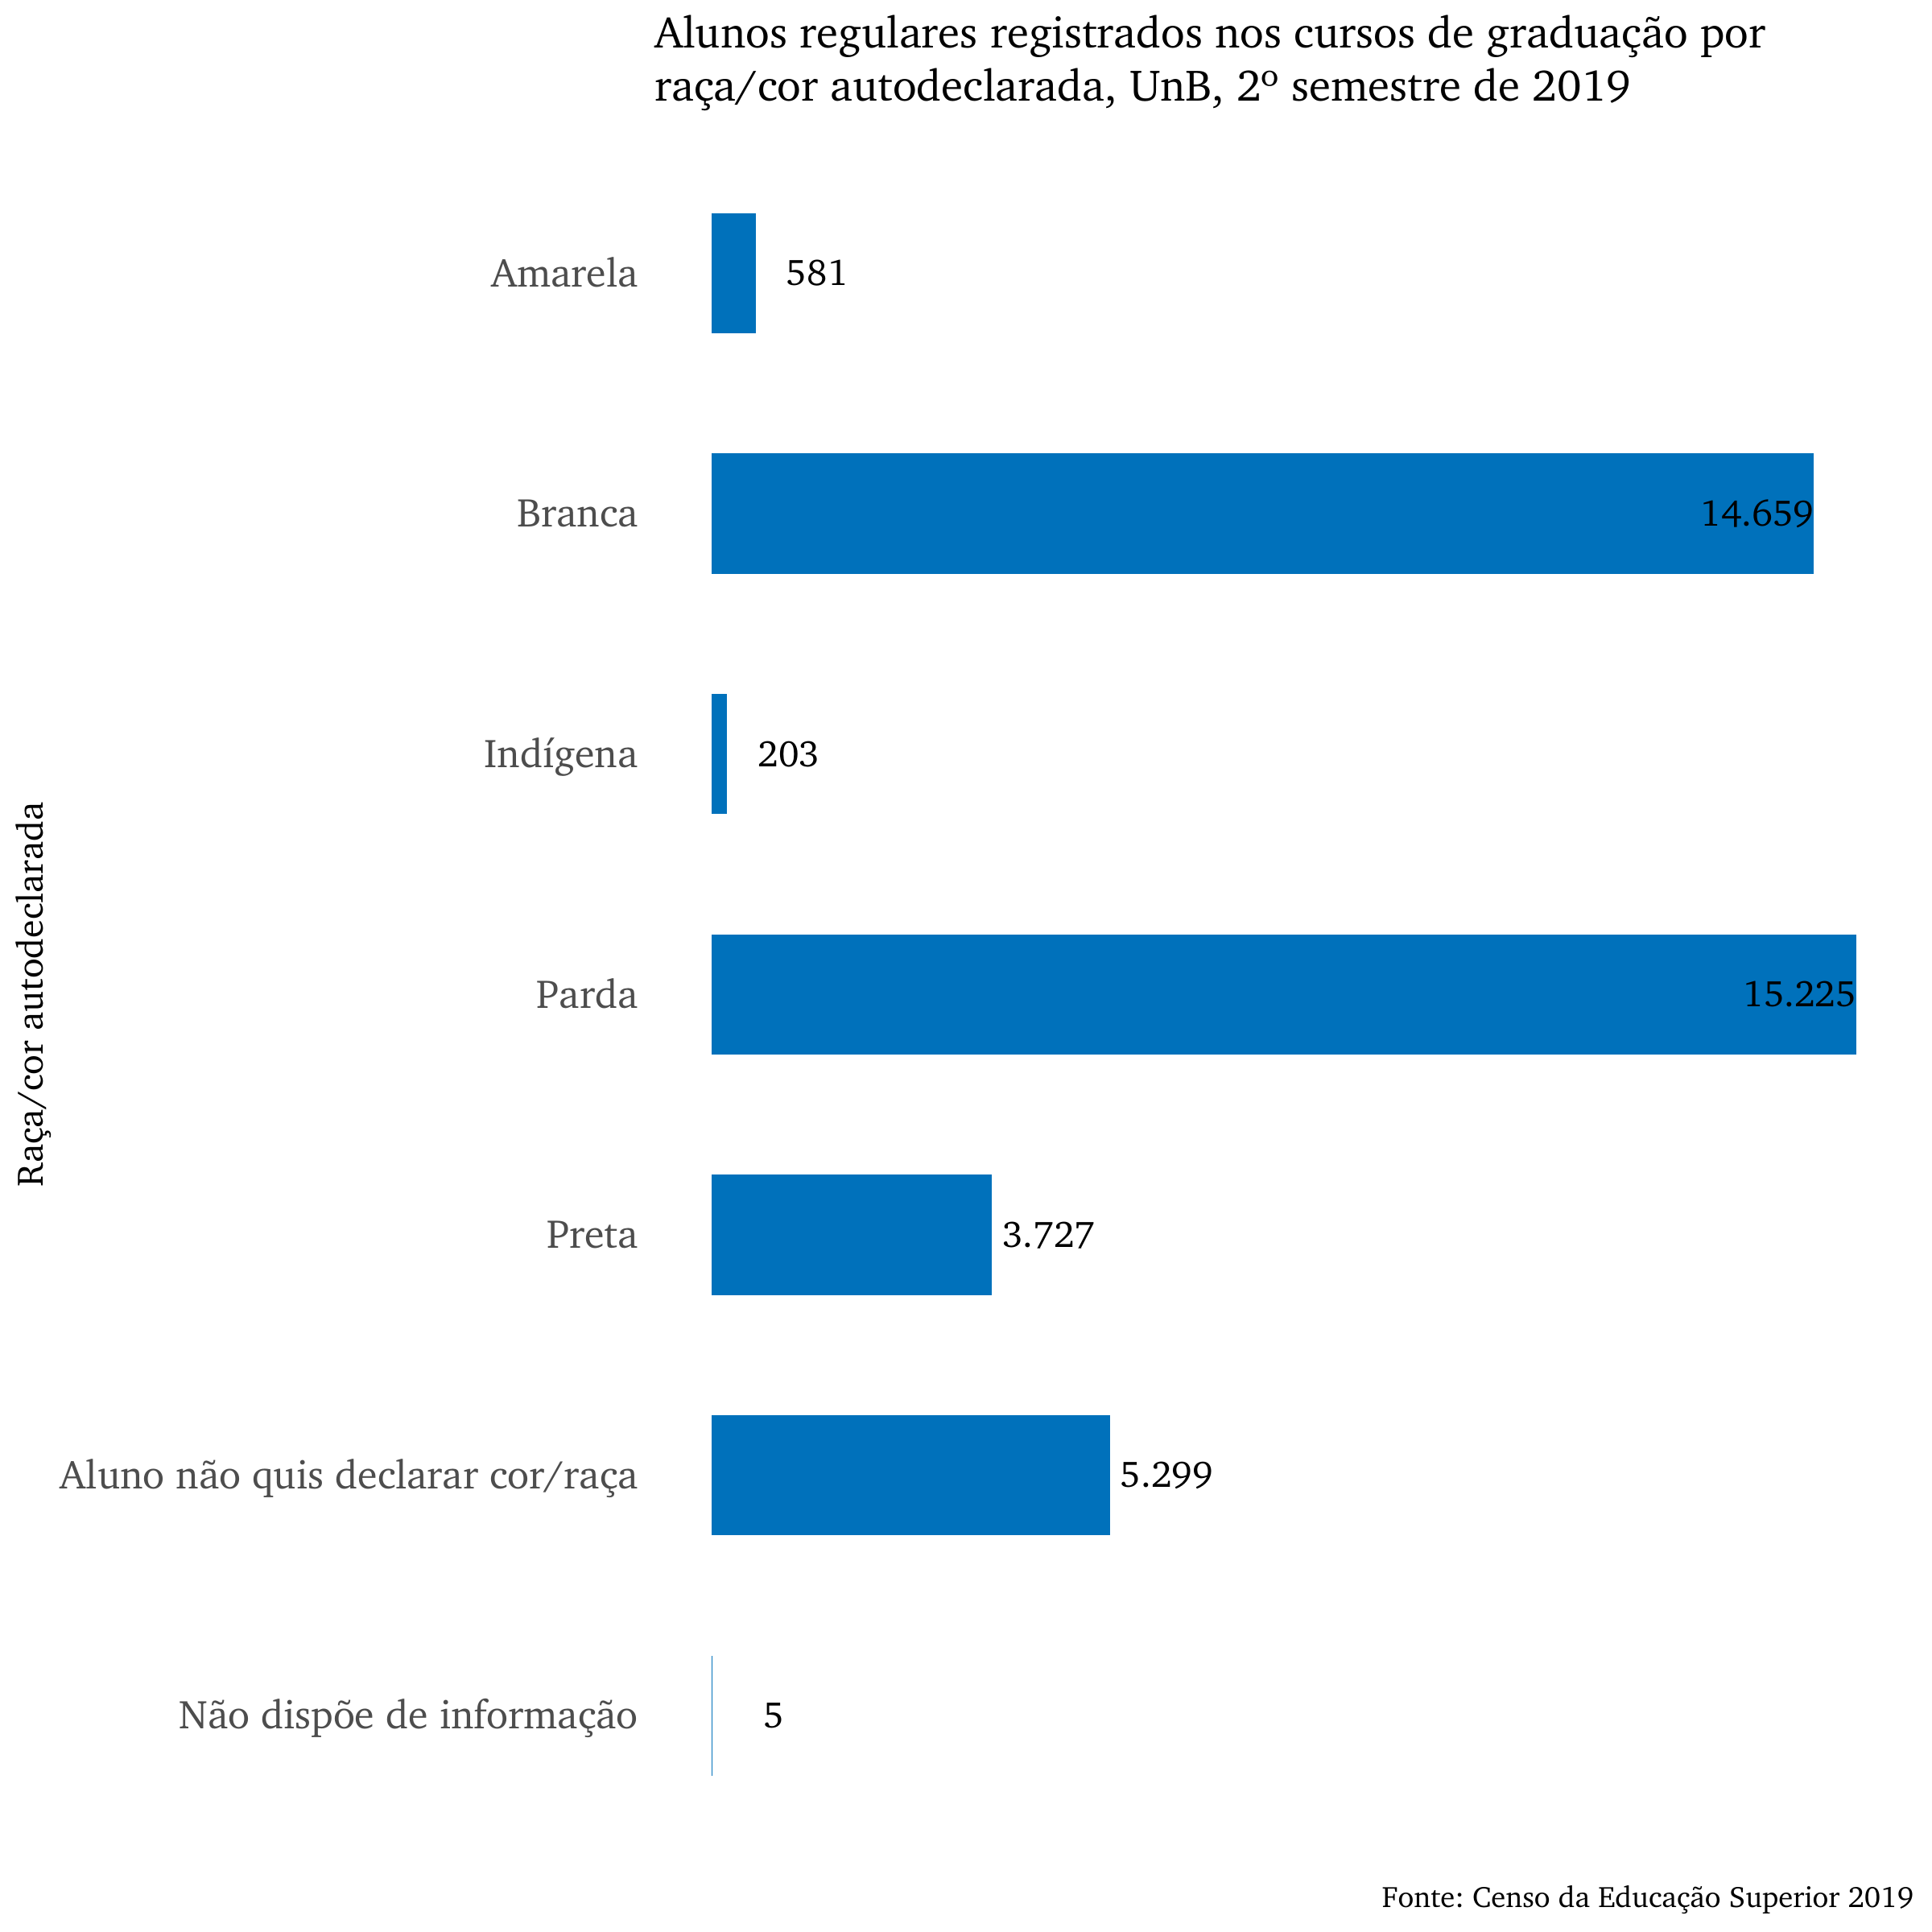 Alunos regulares registrados nos cursos de graduação por
raça/cor autodeclarada, UnB, 2º semestre de 2019
Raça/cor autodeclarada
Amarela 581
Branca 14.659
Indígena 203
Parda 15.225
Preta 3.727
Aluno não quis declarar cor/raça 5.299
Não dispõe de informação 5
Fonte: Censo da Educação Superior 2019